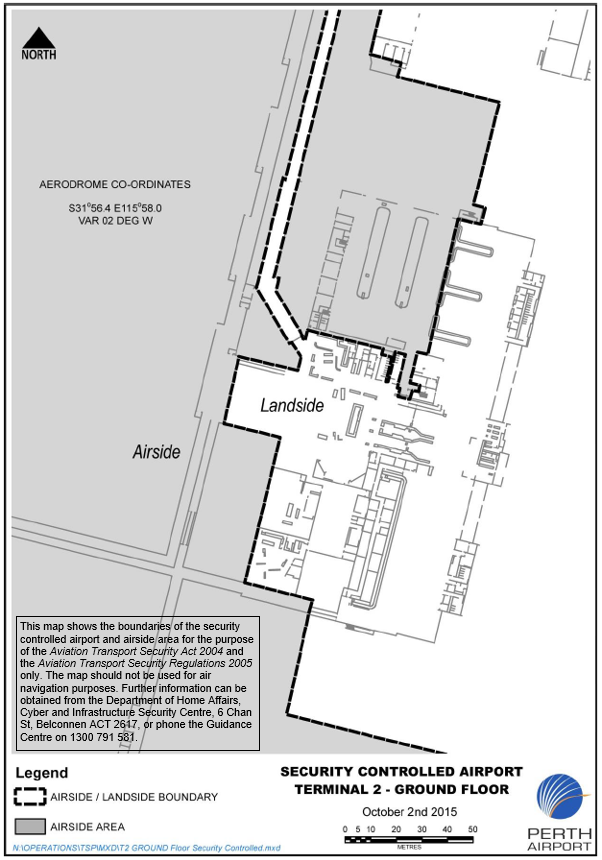 NORTH
AERODROME CO-ORDINATES
S31°56.4 E115°58.0
VAR 02 DEG W
Landside
Airside
This map shows the boundaries of the security
controlled airport and airside area for the purpose
of the Aviation Transport Security Act 2004 and
the Aviation Transport Security Regulations 2005
only. The map should not be used for air
navigation purposes. Further information can be
obtained from the Department of Home Affairs,
Cyber and Infrastructure Security Centre, 6 Chan
St, Belconnen ACT 2617, or phone the Guidance
Centre on 1300 791 581.
Legend
AIRSIDE / LANDSIDE BOUNDARY
AIRSIDE AREA
N:\OPERATIONS\TSP\MXD\T2 GROUND Floor Security Controlled.mxd
SECURITY CONTROLLED AIRPORT
TERMINAL 2 - GROUND FLOOR
October 2nd 2015
0 5 10 20 30 40 50
METRES
PERTH
AIRPORT